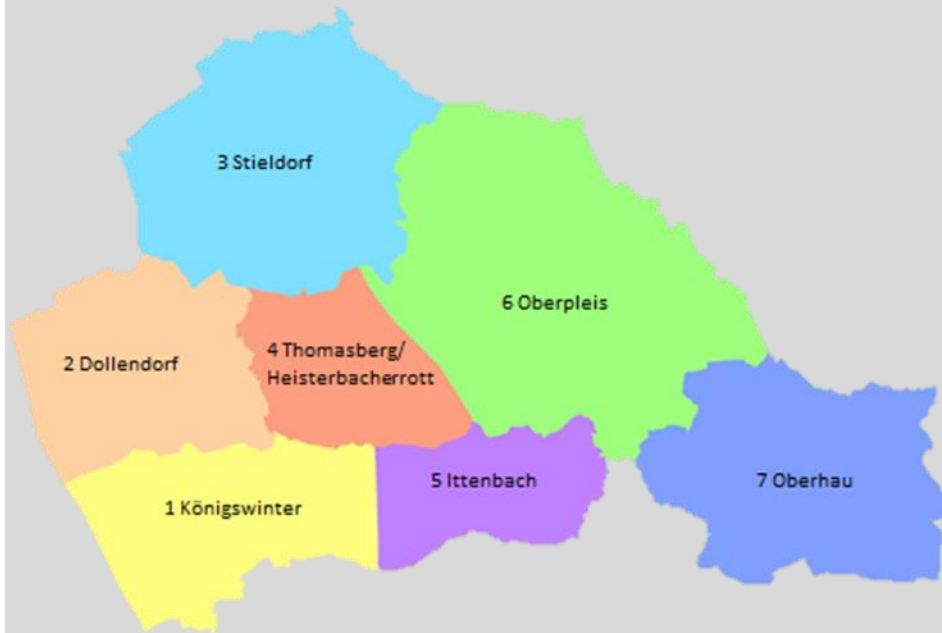 3 Stieldorf
6 Oberpleis
2 Dollendorf
4 Thomasberg/
Heisterbacherrott
5 Ittenbach
7 Oberhau
1 Königswinter